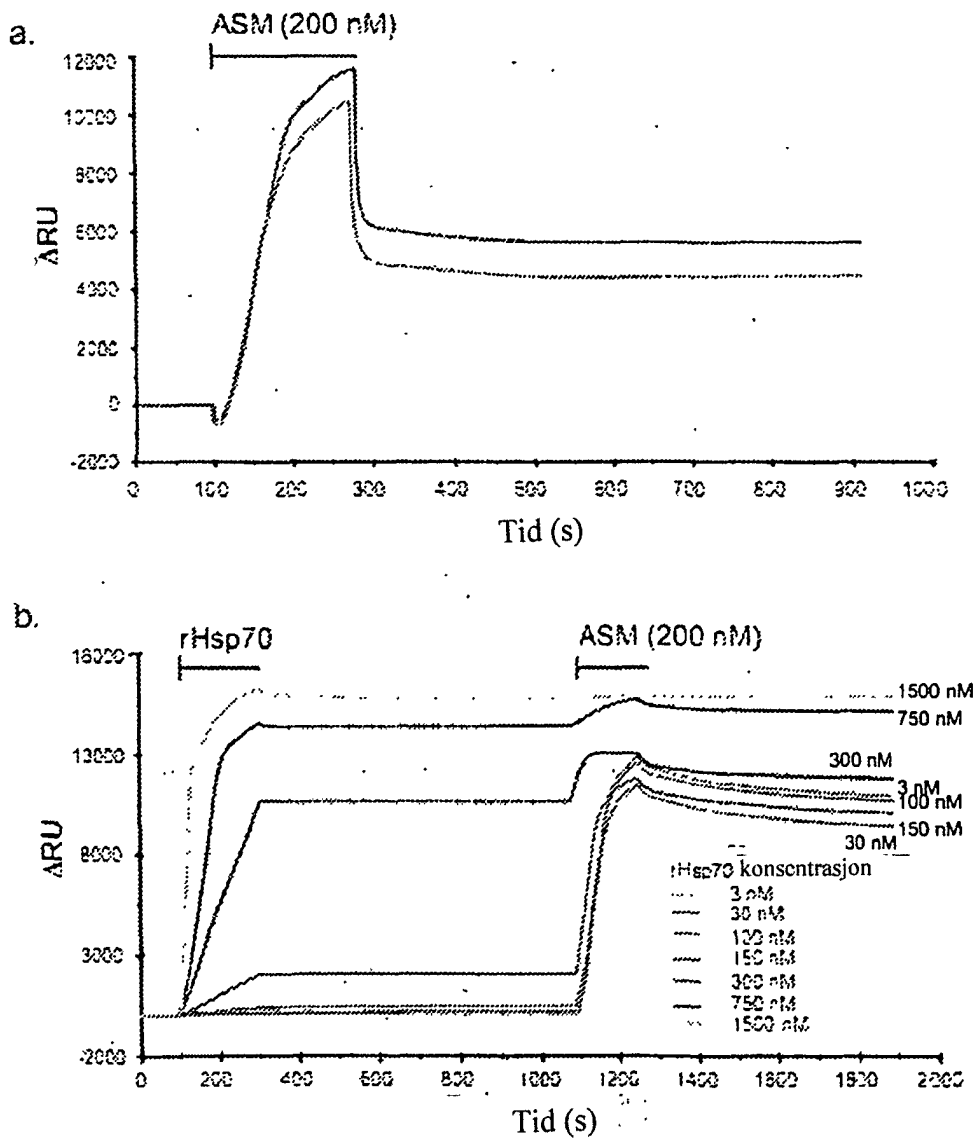 a.
ASM (200 nM)
12000
10000
8000
6000
4000
2000
0
-2000
ΔRU
0 100 200 300 400 500 600 700 800 900 1000
Tid (s)
b.
rHsp70
ASM (200 nM)
16000
13000
8000
3000
-2000
ΔRU
1500 nM
750 nM
300 nM
3 nM
100 nM
150 nM
30 nM
rHsp70 konsentrasjon
3 nM
30 nM
100 nM
150 nM
300 nM
750 nM
1500 nM
0 200 400 600 800 1000 1200 1400 1600 1800 2000
Tid (s)